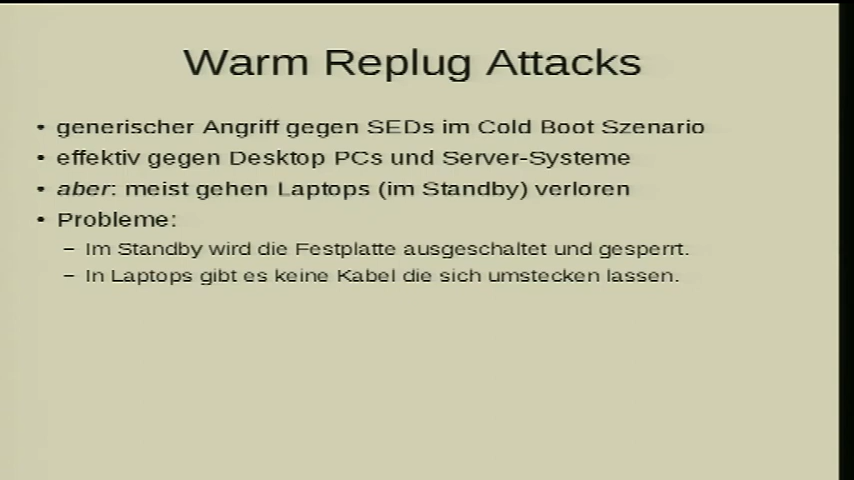 Warm Replug Attacks
• generischer Angriff gegen SEDs im Cold Boot Szenario
• effektiv gegen Desktop PCs und Server-Systeme
• aber: meist gehen Laptops (im Standby) verloren
• Probleme:
– Im Standby wird die Festplatte ausgeschaltet und gesperrt.
– In Laptops gibt es keine Kabel die sich umstecken lassen.